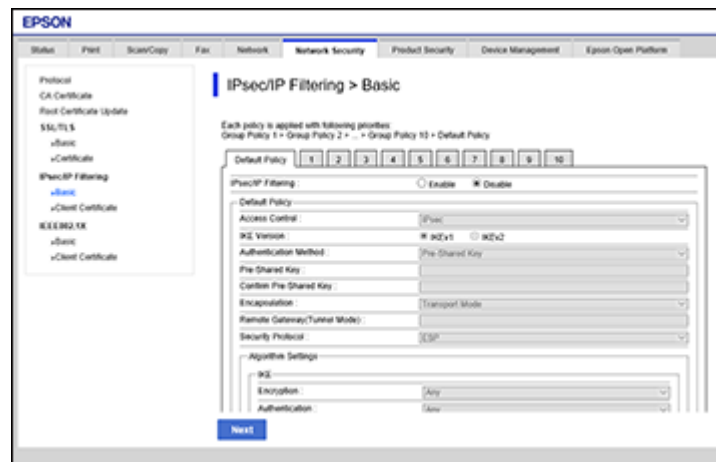 EPSON
Status Print Scan/Copy Fax Network Network Security Product Security Device Management Epson Open Platform
Protocol
CA Certificate
Root Certificate Update
SSL/TLS
»Basic
»Certificate
IPsec/IP Filtering
»Basic
»Client Certificate
IEEE802.1X
»Basic
»Client Certificate
IPsec/IP Filtering > Basic
Each policy is applied with following priorities:
Group Policy 1 > Group Policy 2 > ... > Group Policy 10 > Default Policy
Default Policy 1 2 3 4 5 6 7 8 9 10
IPsec/IP Filtering : Enable Disable
Default Policy
Access Control : IPsec
IKE Version : IKEv1 IKEv2
Authentication Method : Pre-Shared Key
Pre-Shared Key :
Confirm Pre-Shared Key :
Encapsulation : Transport Mode
Remote Gateway(Tunnel Mode) :
Security Protocol : ESP
Algorithm Settings
IKE
Encryption : Any
Authentication : Any
Next